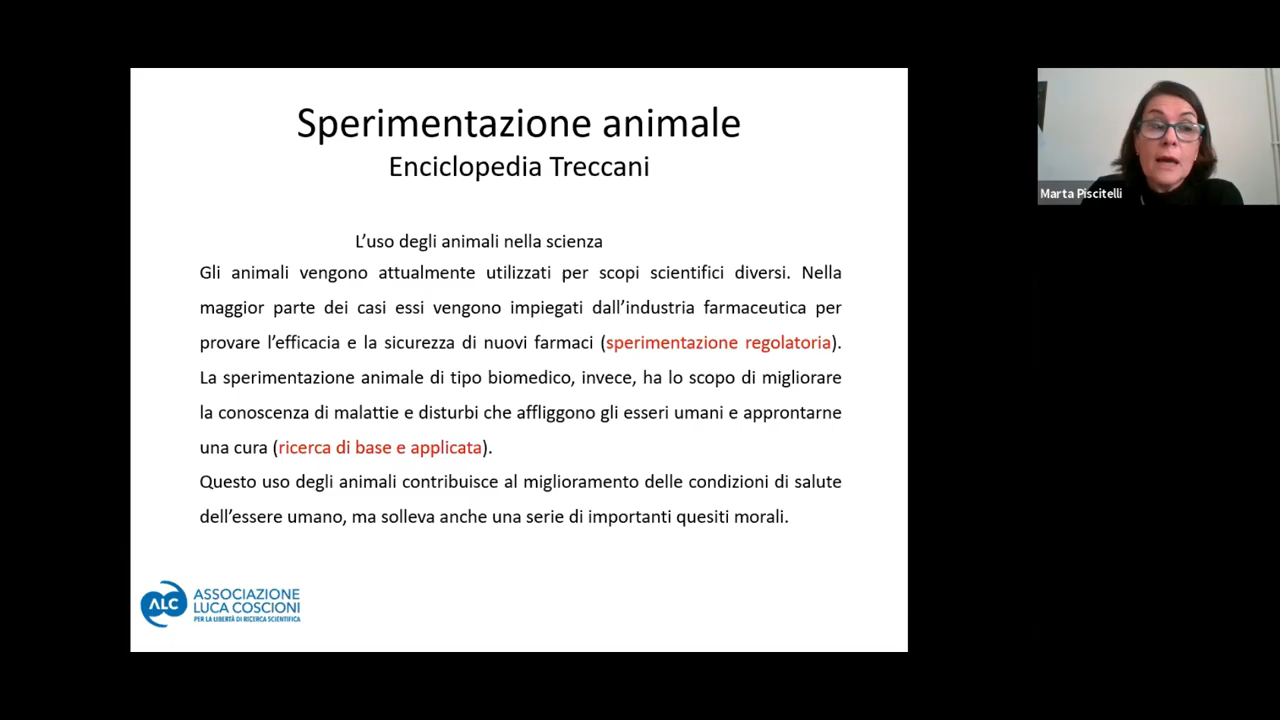 Sperimentazione animale
Enciclopedia Treccani
L’uso degli animali nella scienza
Gli animali vengono attualmente utilizzati per scopi scientifici diversi. Nella
maggior parte dei casi essi vengono impiegati dall’industria farmaceutica per
provare l’efficacia e la sicurezza di nuovi farmaci (sperimentazione regolatoria).
La sperimentazione animale di tipo biomedico, invece, ha lo scopo di migliorare
la conoscenza di malattie e disturbi che affliggono gli esseri umani e approntarne
una cura (ricerca di base e applicata).
Questo uso degli animali contribuisce al miglioramento delle condizioni di salute
dell’essere umano, ma solleva anche una serie di importanti quesiti morali.
ALC
ASSOCIAZIONE
LUCA COSCIONI
PER LA LIBERTÀ DI RICERCA SCIENTIFICA
Marta Piscitelli